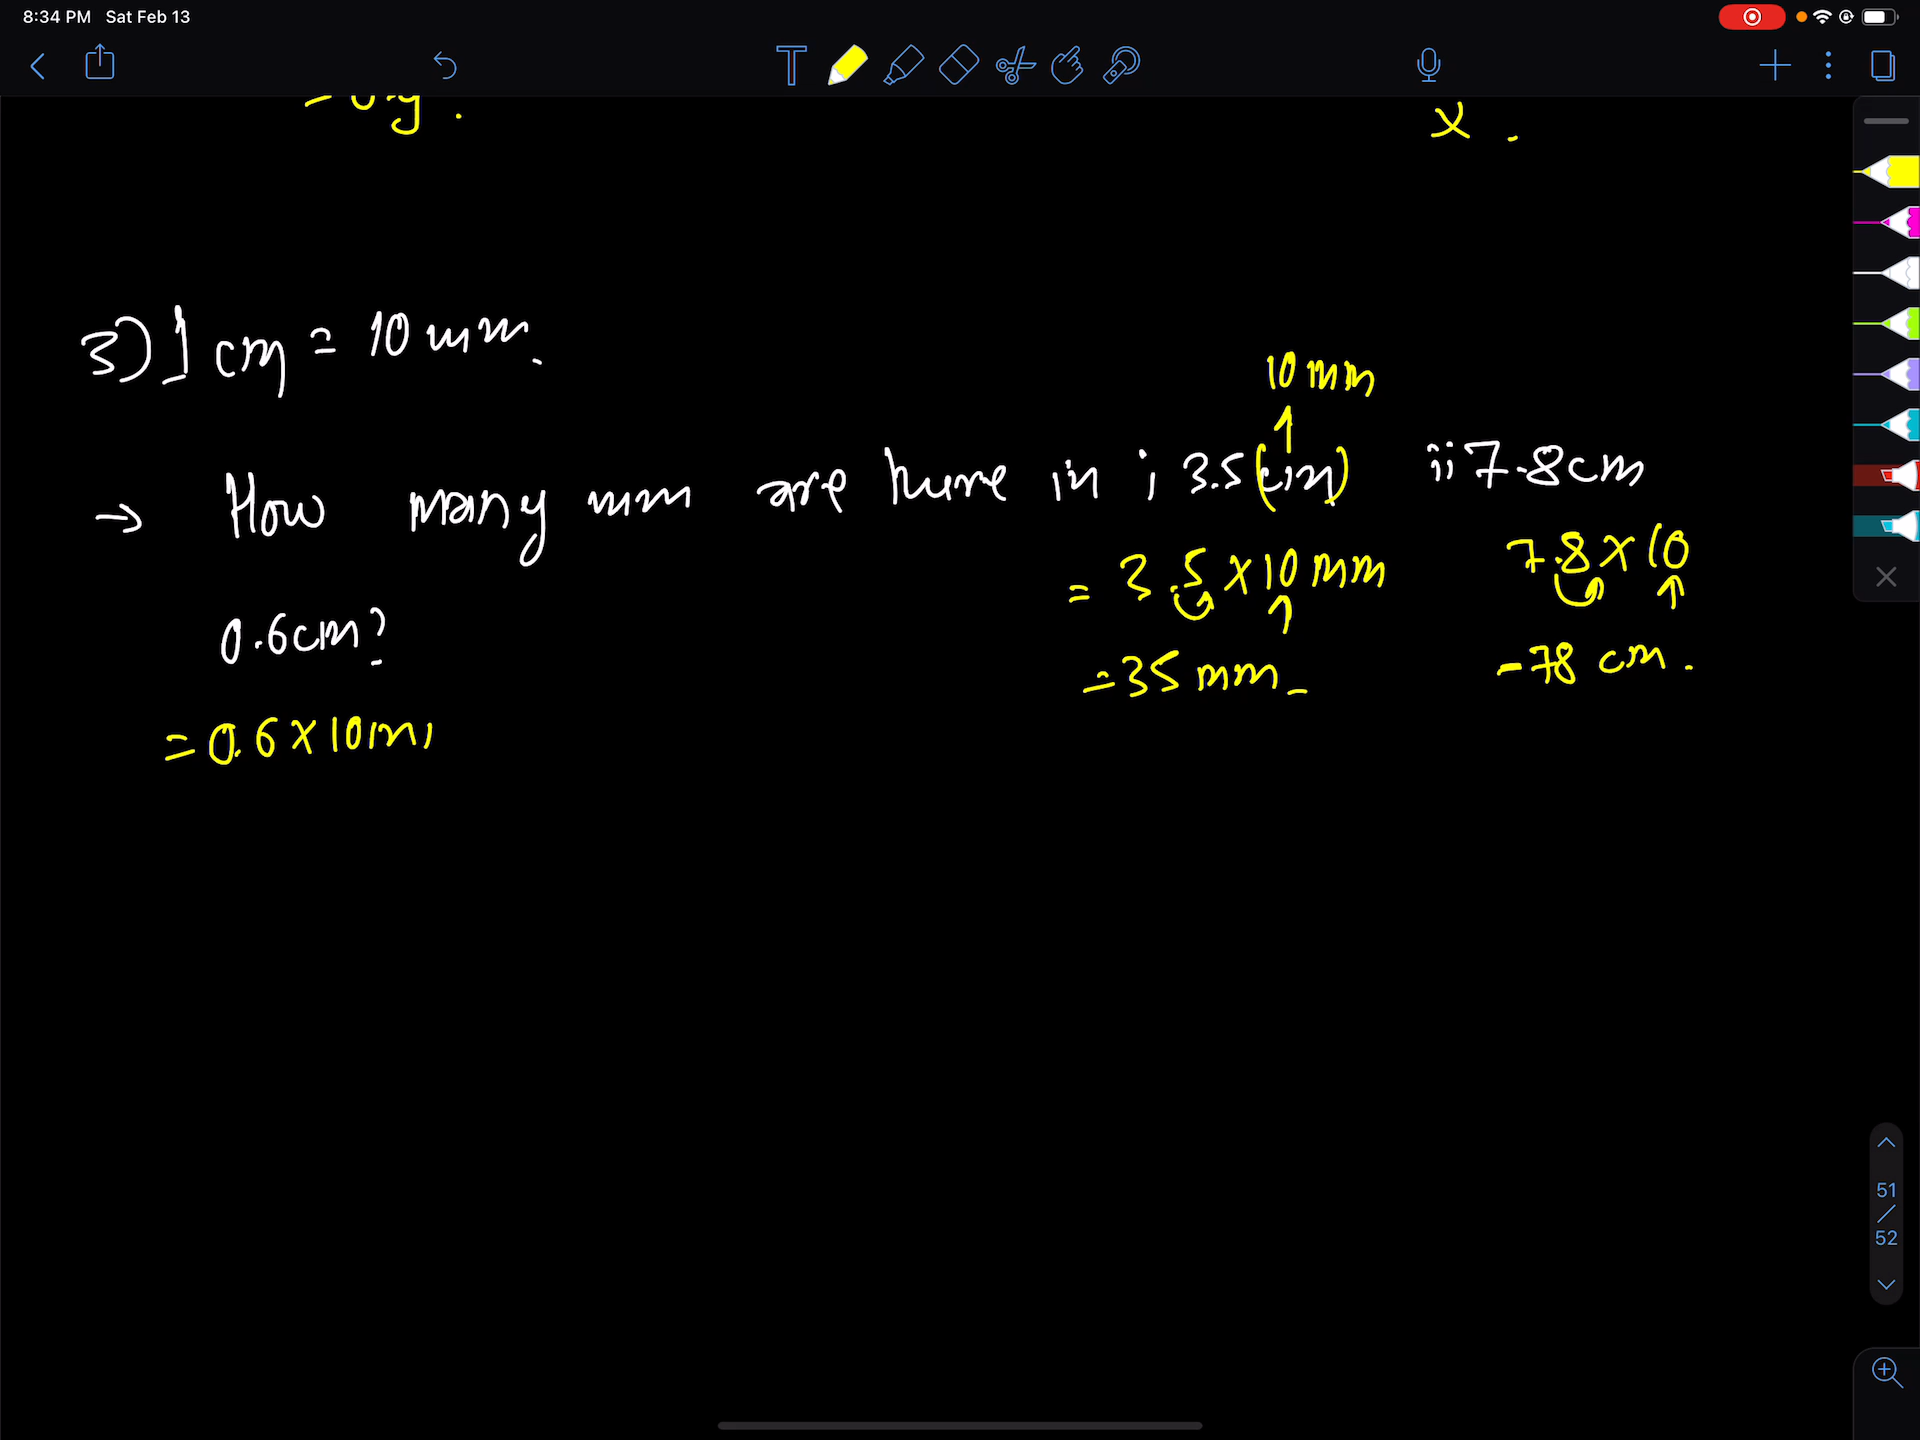 8:34 PM Sat Feb 13
x .
3) 1 cm = 10 mm.
10 mm
→ How many mm are here in i 3.5 (cm) ii 7.8cm
= 3.5 x 10 mm 7.8 x 10
0.6cm?
= 35 mm - 78 cm.
= 0.6 x 10 m
51
/
52